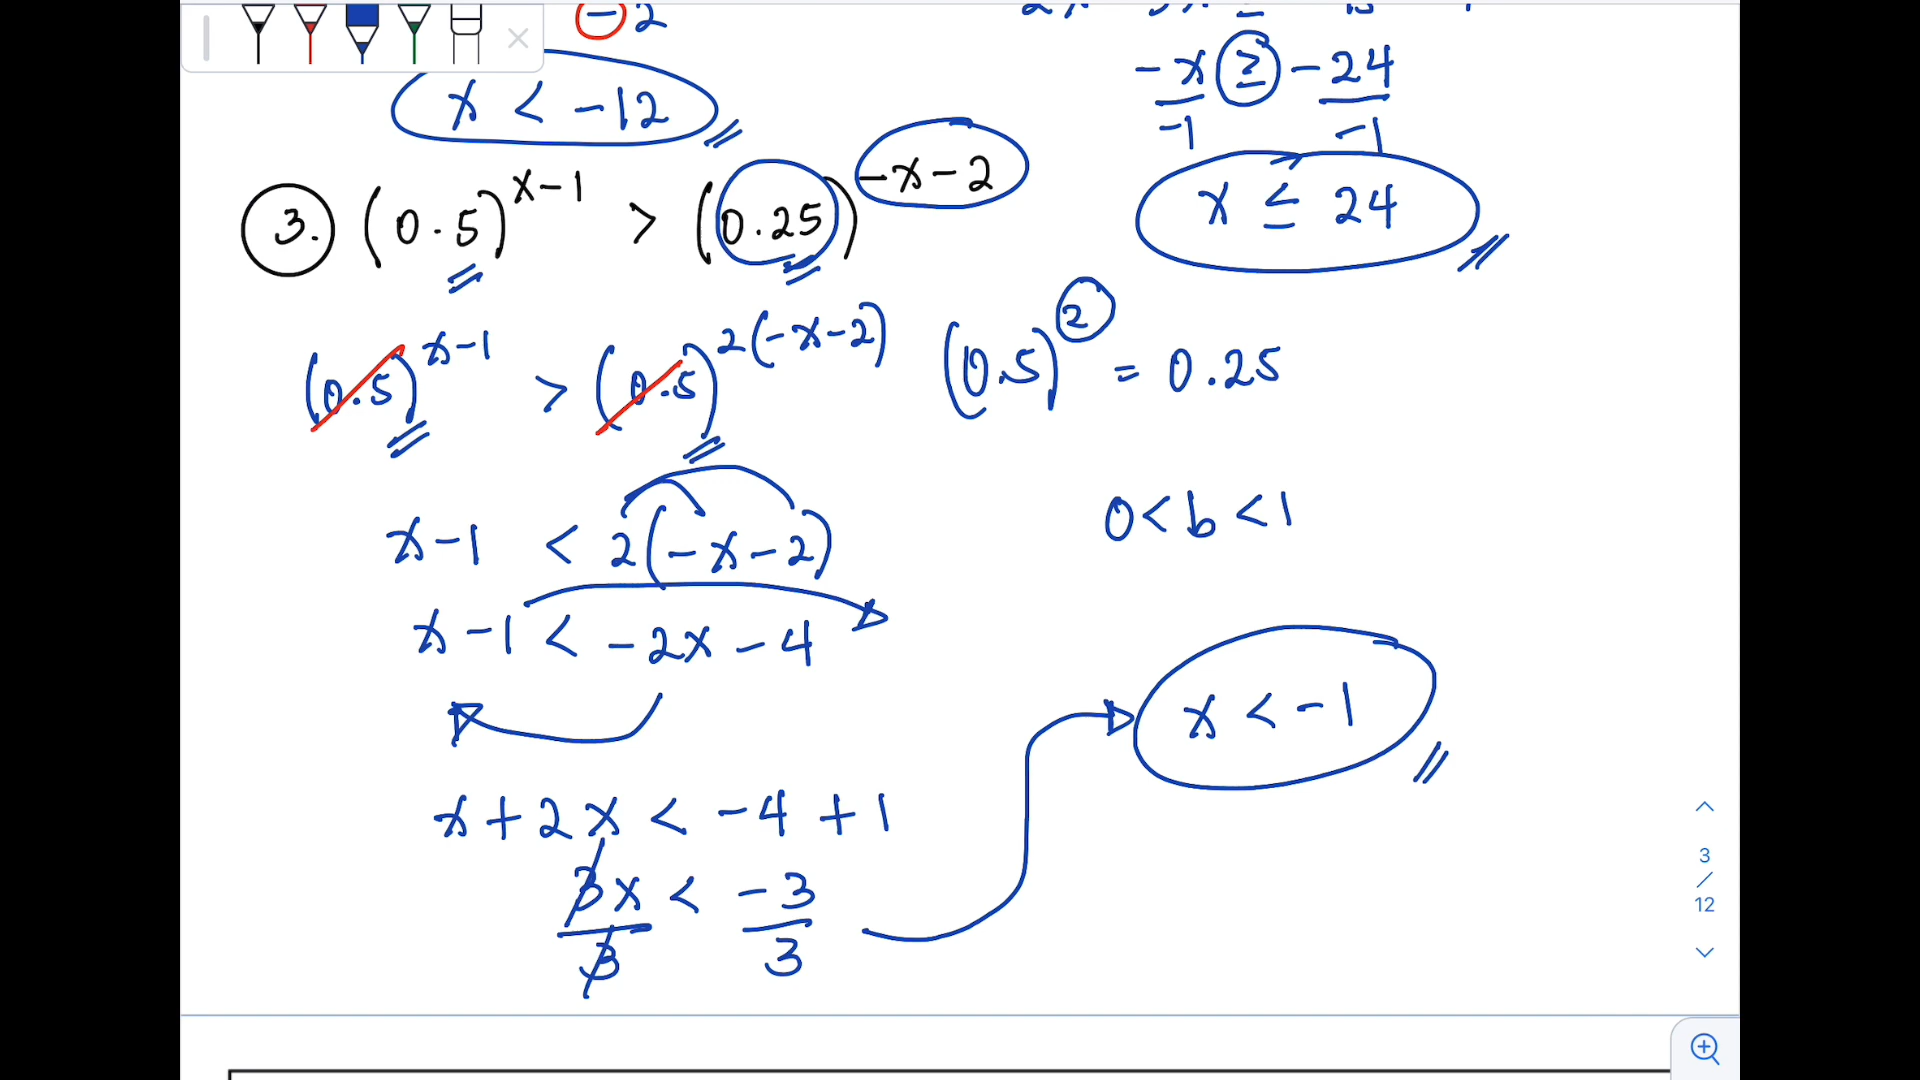 -2
x < -12
-x ≥ -24
-1 -1
x ≤ 24
3. (0.5)^{x-1} > (0.25)^{-x-2}
(0.5)^{x-1} > (0.5)^{2(-x-2)} (0.5)^2 = 0.25
x-1 < 2(-x-2) 0<b<1
x-1 < -2x-4
x < -1
x+2x < -4+1
3x < -3
3 3
3
/
12